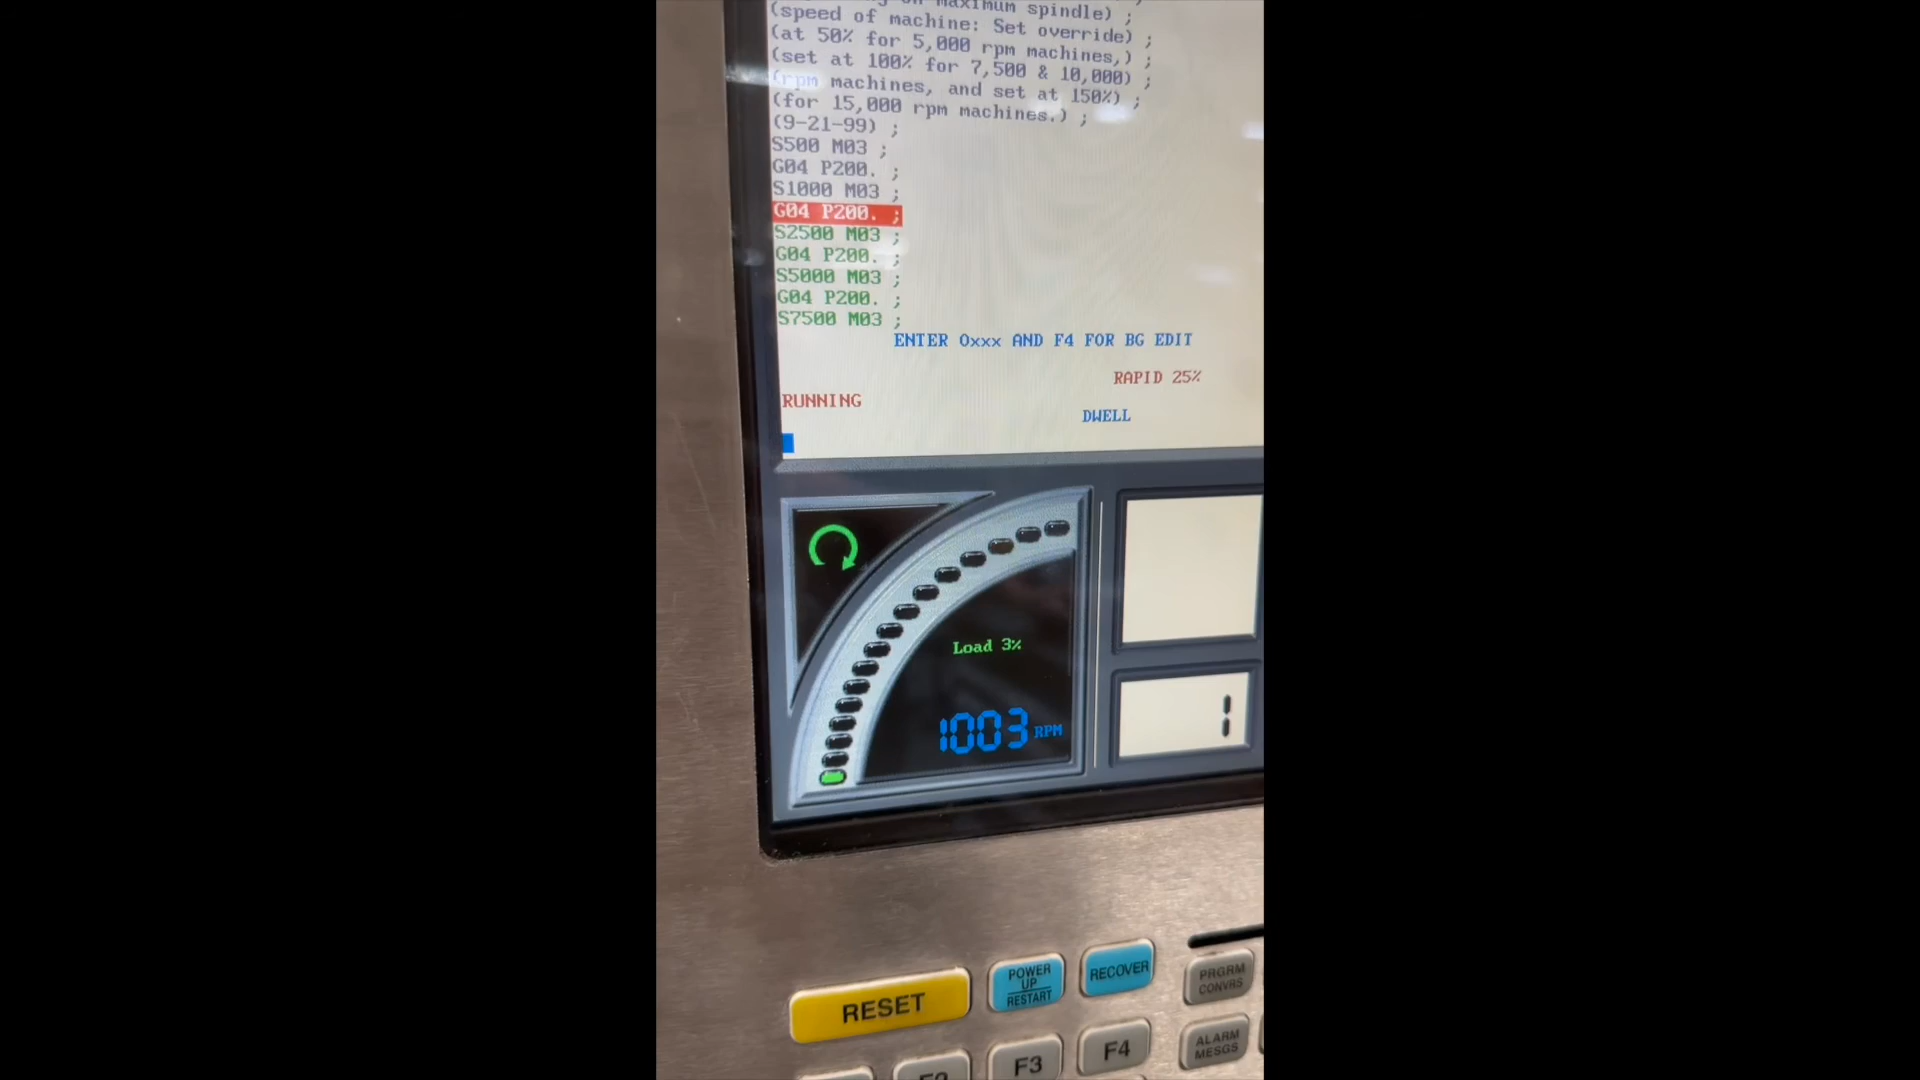 maximum spindle) ;
(speed of machine: Set override) ;
(at 50% for 5,000 rpm machines,) ;
(set at 100% for 7,500 & 10,000) ;
(rpm machines, and set at 150%) ;
(for 15,000 rpm machines.) ;
(9-21-99) ;
S500 M03 ;
G04 P200. ;
S1000 M03 ;
G04 P200. ;
S2500 M03 ;
G04 P200. ;
S5000 M03 ;
G04 P200. ;
S7500 M03 ;
ENTER Oxxx AND F4 FOR BG EDIT
RAPID 25%
RUNNING
DWELL
Load 3%
1003 RPM
1
RESET
POWER
UP
RESTART
RECOVER
PRGRM
CONVRS
F3
F4
ALARM
MESGS